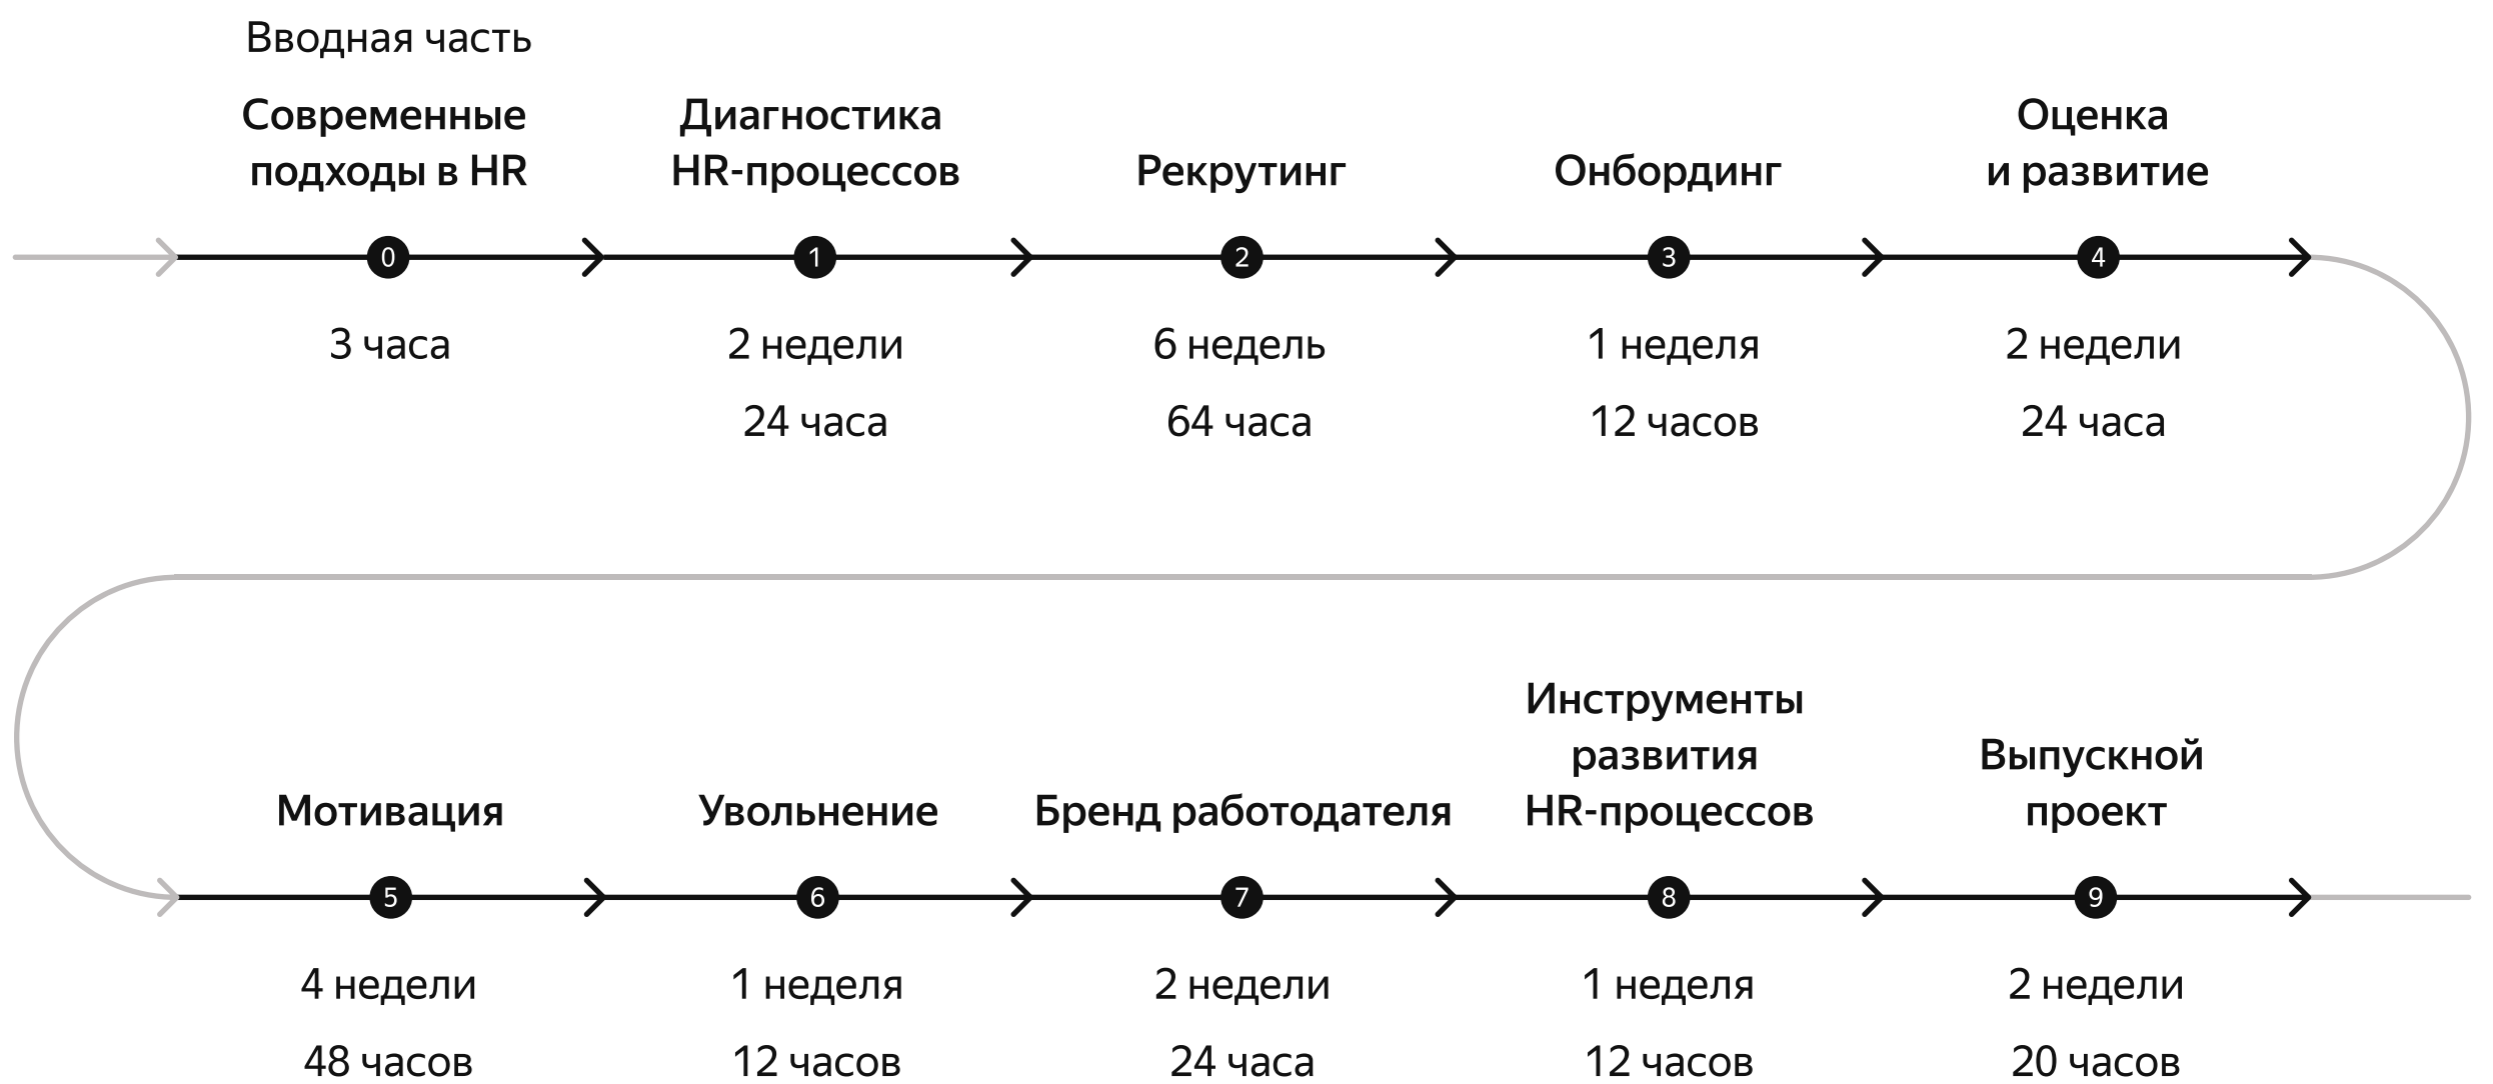 Вводная часть
Современные
подходы в HR
0
3 часа
Диагностика
HR-процессов
1
2 недели
24 часа
Рекрутинг
2
6 недель
64 часа
Онбординг
3
1 неделя
12 часов
Оценка
и развитие
4
2 недели
24 часа
Мотивация
5
4 недели
48 часов
Увольнение
6
1 неделя
12 часов
Бренд работодателя
7
2 недели
24 часа
Инструменты
развития
HR-процессов
8
1 неделя
12 часов
Выпускной
проект
9
2 недели
20 часов